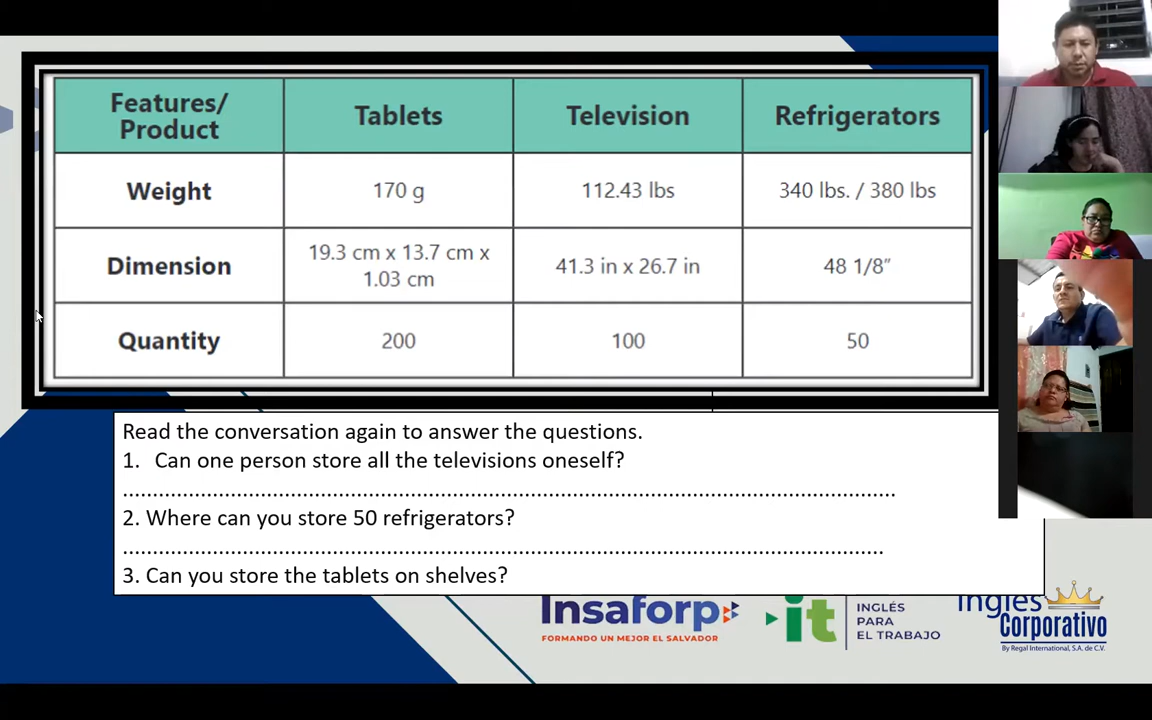 Features/ Tablets Television Refrigerators
Product
Weight 170 g 112.43 lbs 340 lbs. / 380 lbs
Dimension 19.3 cm x 13.7 cm x 1.03 cm 41.3 in x 26.7 in 48 1/8"
Quantity 200 100 50
Read the conversation again to answer the questions.
1. Can one person store all the televisions oneself?
2. Where can you store 50 refrigerators?
3. Can you store the tablets on shelves?
Insaforp
FORMANDO UN MEJOR EL SALVADOR
it
INGLÉS
PARA
EL TRABAJO
Inglés
Corporativo
By Regal International, S.A. de C.V.